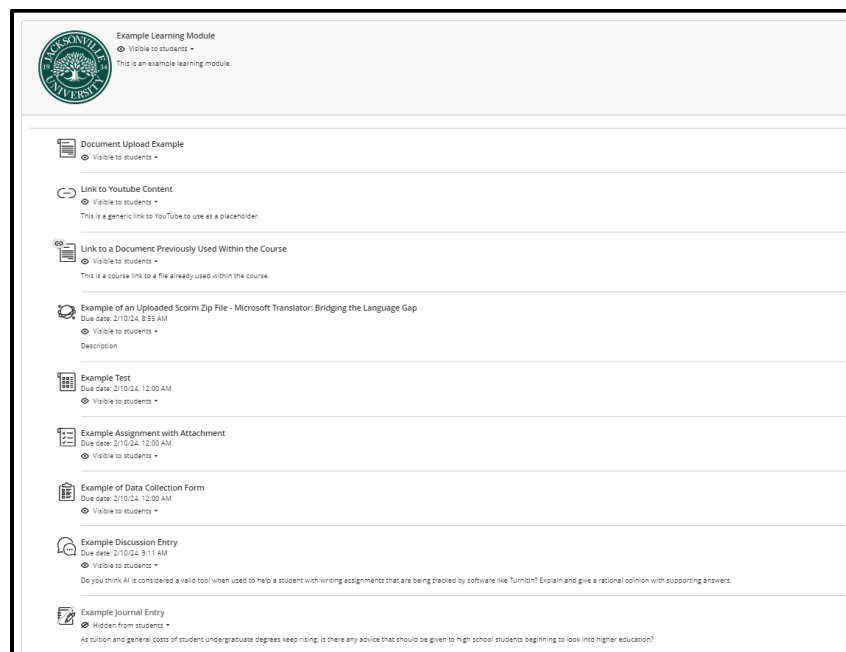 JACKSONVILLE
UNIVERSITY
19 34
Example Learning Module
Visible to students
This is an example learning module.
Document Upload Example
Visible to students
Link to Youtube Content
Visible to students
This is a generic link to YouTube to use as a placeholder.
Link to a Document Previously Used Within the Course
Visible to students
This is a course link to a file already used within the course.
Example of an Uploaded Scorm Zip File - Microsoft Translator: Bridging the Language Gap
Due date: 2/10/24, 8:55 AM
Visible to students
Description
Example Test
Due date: 2/10/24, 12:00 AM
Visible to students
Example Assignment with Attachment
Due date: 2/10/24, 12:00 AM
Visible to students
Example of Data Collection Form
Due date: 2/10/24, 12:00 AM
Visible to students
Example Discussion Entry
Due date: 2/10/24, 9:11 AM
Visible to students
Do you think AI is considered a valid tool when used to help a student with writing assignments that are being tracked by software like TurnItIn? Explain and give a rational opinion with supporting answers.
Example Journal Entry
Hidden from students
As tuition and general costs of student undergraduate degrees keep rising, is there any advice that should be given to high school students beginning to look into higher education?